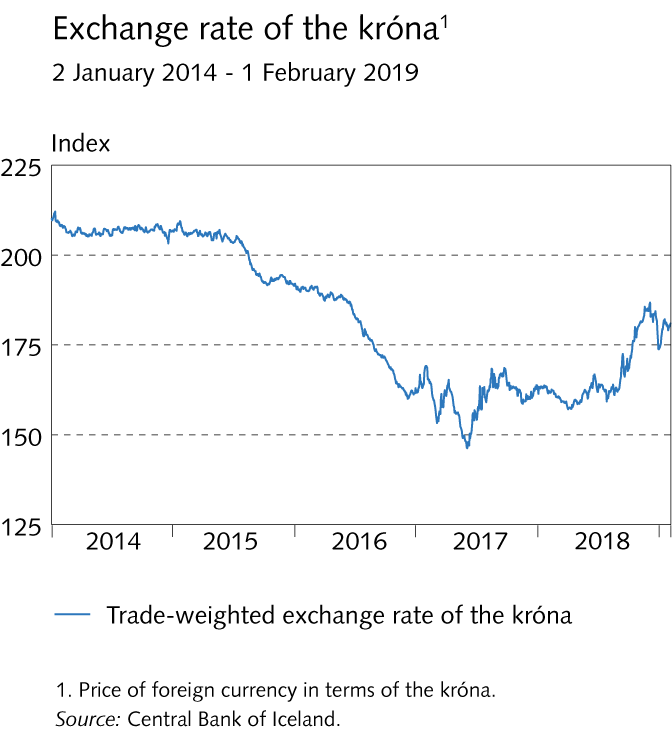 Exchange rate of the króna¹
2 January 2014 - 1 February 2019
Index
225
200
175
150
125
2014 2015 2016 2017 2018
Trade-weighted exchange rate of the króna
1. Price of foreign currency in terms of the króna.
Source: Central Bank of Iceland.